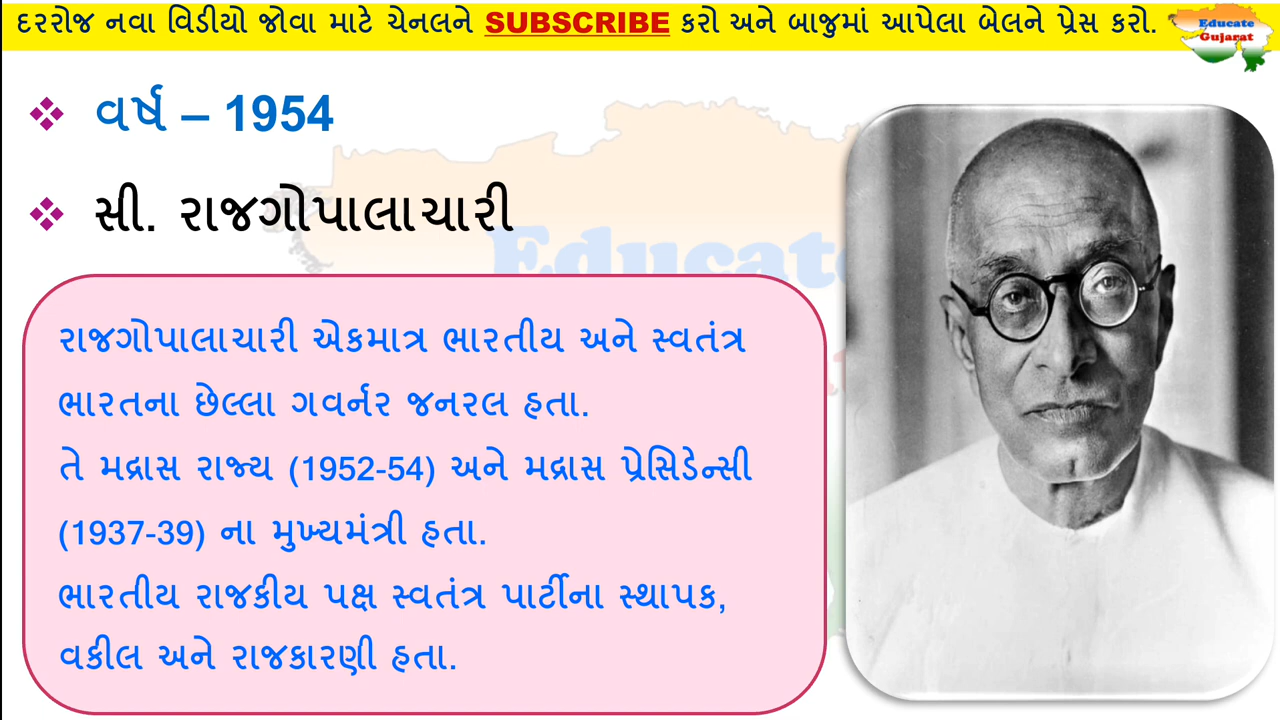 દરરોજ નવા વિડીયો જોવા માટે ચેનલને SUBSCRIBE કરો અને બાજુમાં આપેલા બેલને પ્રેસ કરો.
Educate
Gujarat
❖ વર્ષ – 1954
❖ સી. રાજગોપાલાચારી
Educate
રાજગોપાલાચારી એકમાત્ર ભારતીય અને સ્વતંત્ર
ભારતના છેલ્લા ગવર્નર જનરલ હતા.
તે મદ્રાસ રાજ્ય (1952-54) અને મદ્રાસ પ્રેસિડેન્સી
(1937-39) ના મુખ્યમંત્રી હતા.
ભારતીય રાજકીય પક્ષ સ્વતંત્ર પાર્ટીના સ્થાપક,
વકીલ અને રાજકારણી હતા.